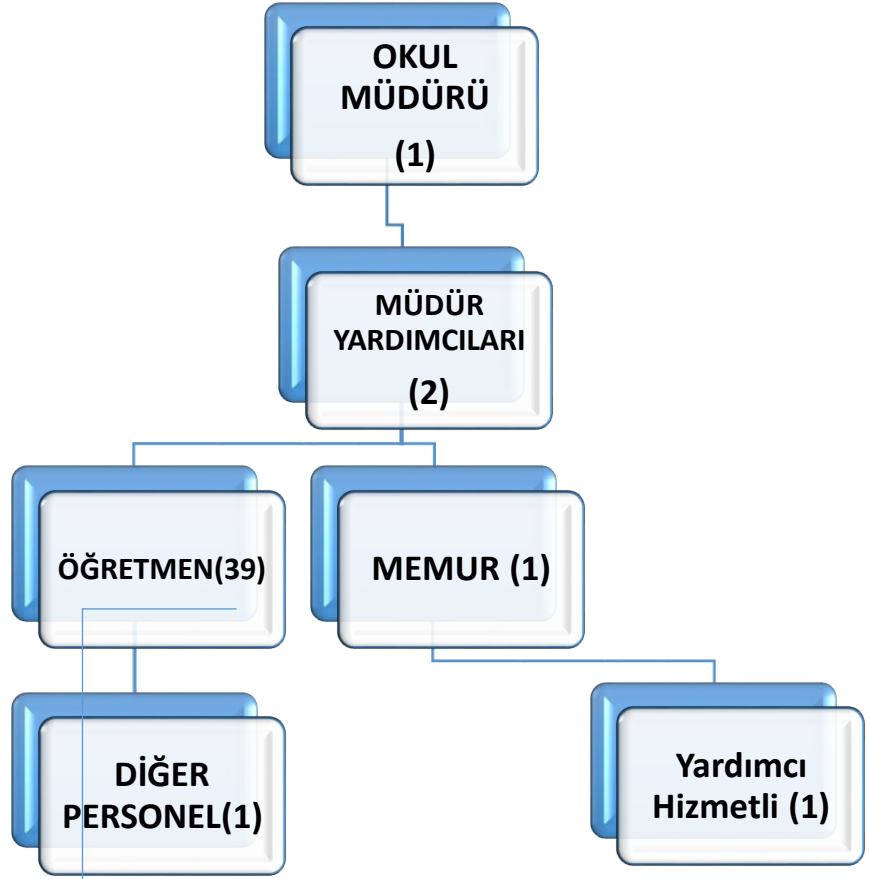 OKUL
MÜDÜRÜ
(1)
MÜDÜR
YARDIMCILARI
(2)
ÖĞRETMEN(39)
MEMUR (1)
DİĞER
PERSONEL(1)
Yardımcı
Hizmetli (1)